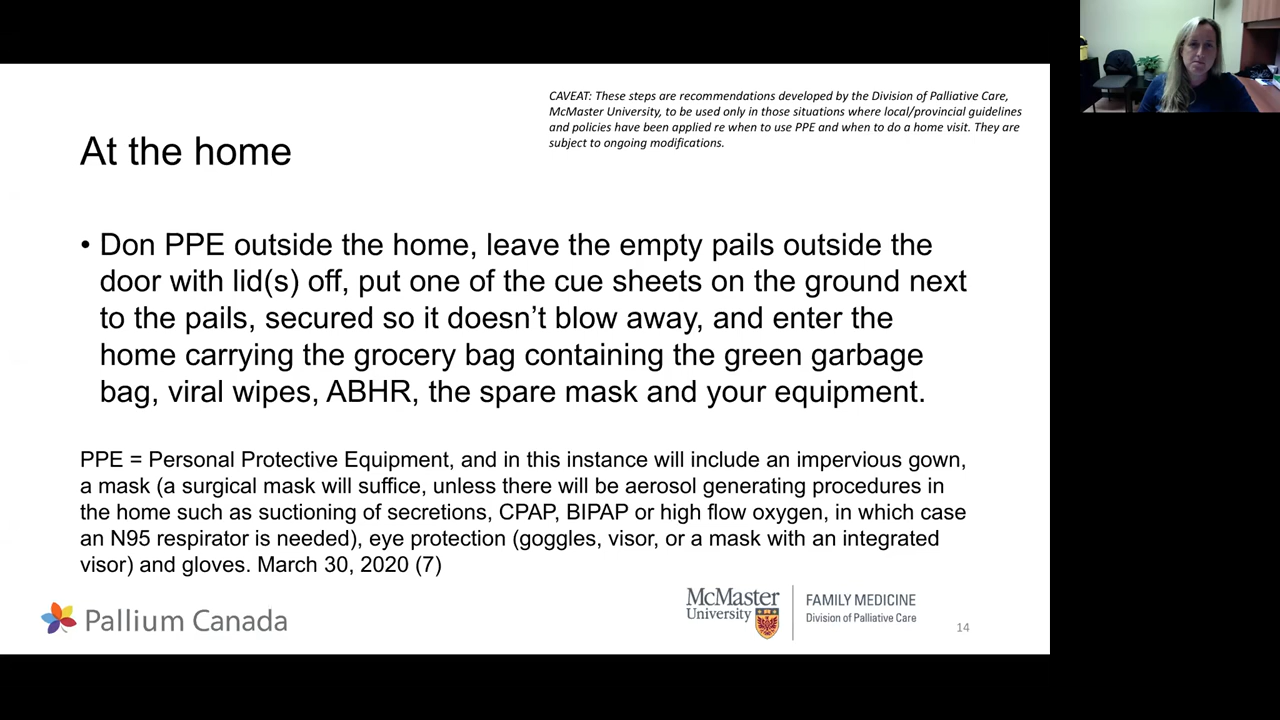 CAVEAT: These steps are recommendations developed by the Division of Palliative Care,
McMaster University, to be used only in those situations where local/provincial guidelines
and policies have been applied re when to use PPE and when to do a home visit. They are
subject to ongoing modifications.
At the home
• Don PPE outside the home, leave the empty pails outside the
door with lid(s) off, put one of the cue sheets on the ground next
to the pails, secured so it doesn’t blow away, and enter the
home carrying the grocery bag containing the green garbage
bag, viral wipes, ABHR, the spare mask and your equipment.
PPE = Personal Protective Equipment, and in this instance will include an impervious gown,
a mask (a surgical mask will suffice, unless there will be aerosol generating procedures in
the home such as suctioning of secretions, CPAP, BIPAP or high flow oxygen, in which case
an N95 respirator is needed), eye protection (goggles, visor, or a mask with an integrated
visor) and gloves. March 30, 2020 (7)
Pallium Canada
McMaster
University
FAMILY MEDICINE
Division of Palliative Care
14